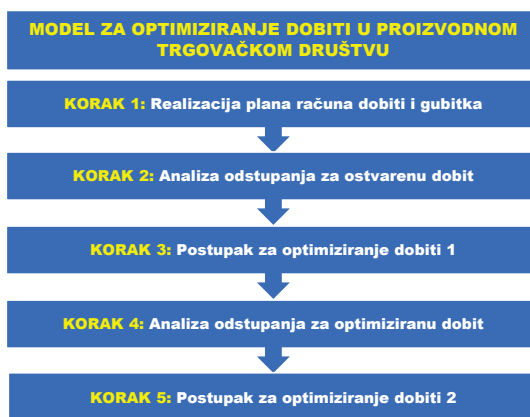 MODEL ZA OPTIMIZIRANJE DOBITI U PROIZVODNOM
TRGOVAČKOM DRUŠTVU
KORAK 1: Realizacija plana računa dobiti i gubitka
KORAK 2: Analiza odstupanja za ostvarenu dobit
KORAK 3: Postupak za optimiziranje dobiti 1
KORAK 4: Analiza odstupanja za optimiziranu dobit
KORAK 5: Postupak za optimiziranje dobiti 2